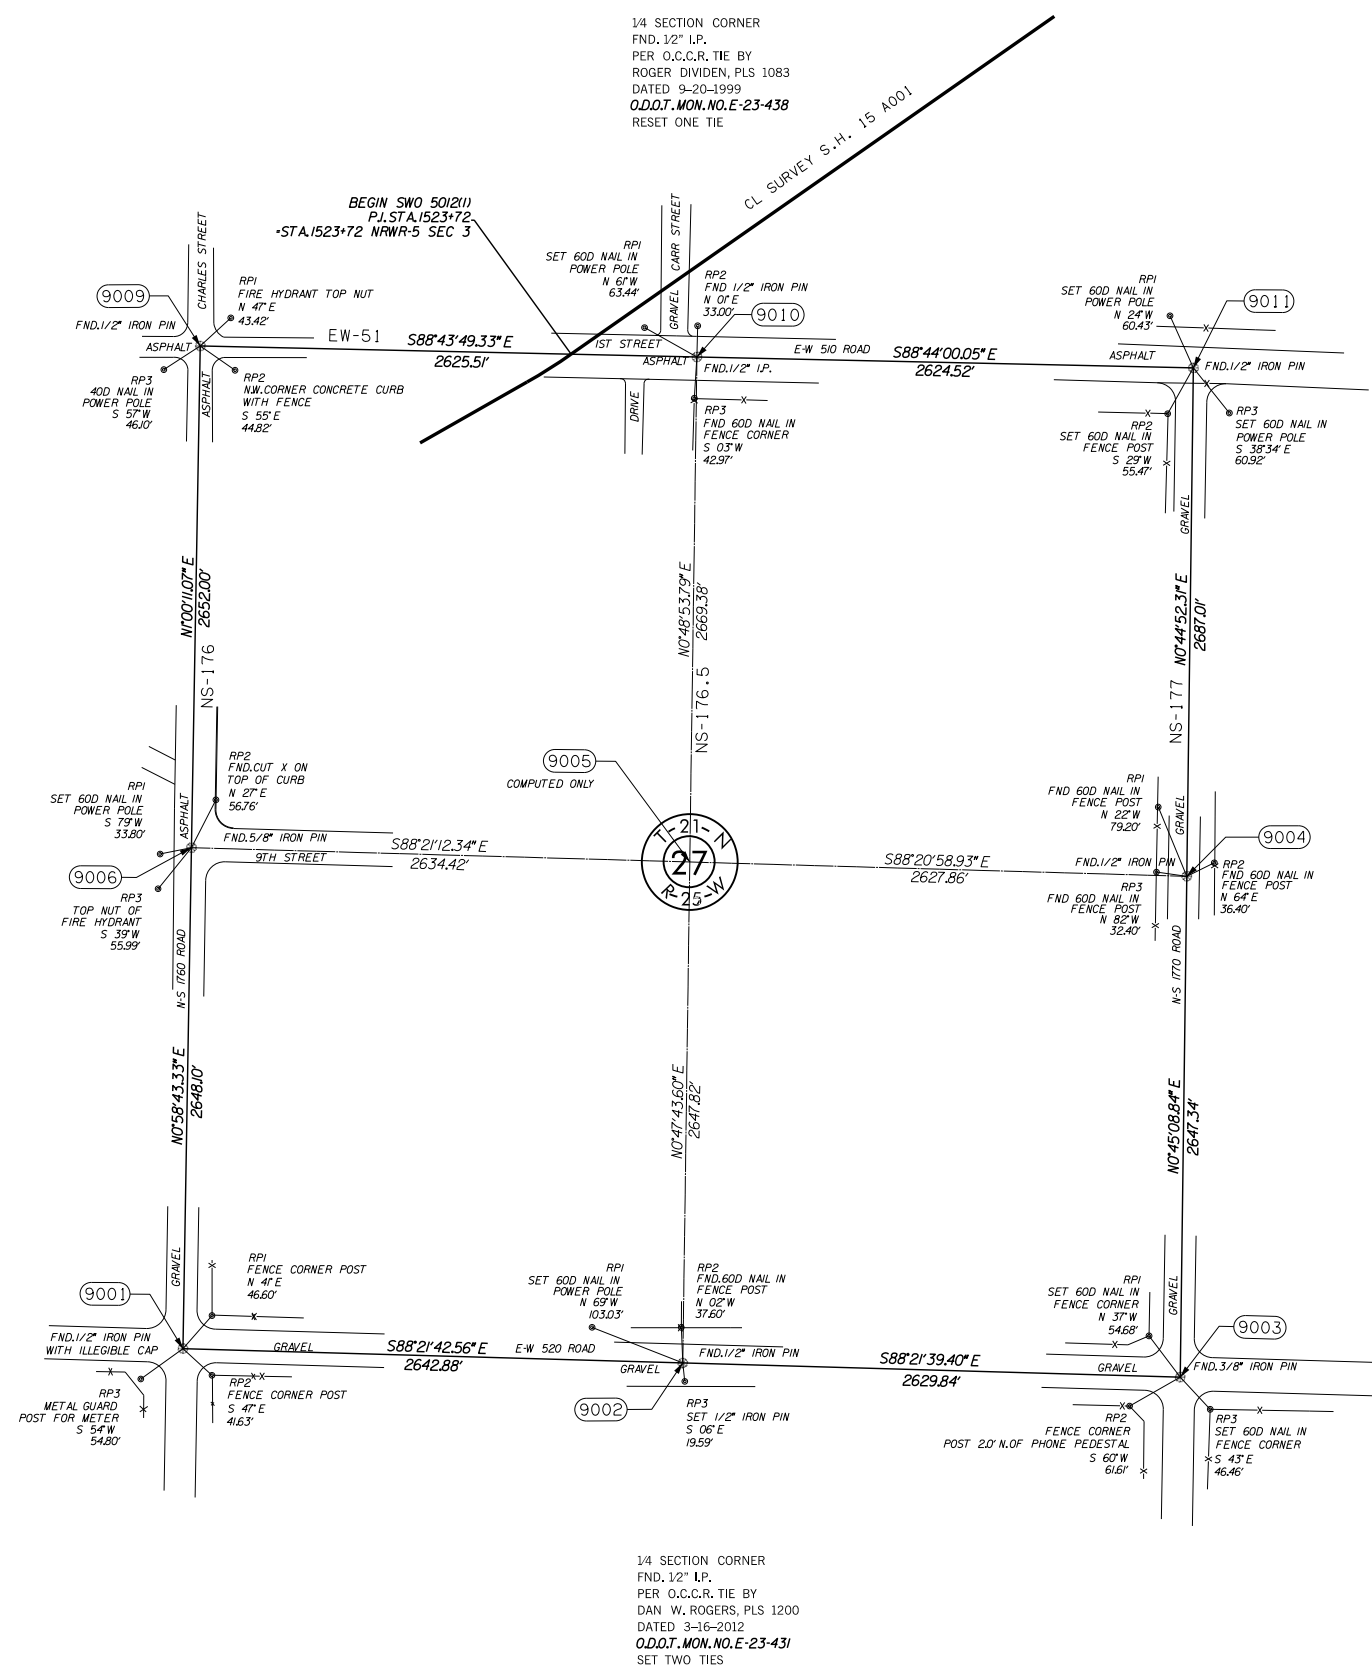 1/4 SECTION CORNER
FND. 1/2" I.P.
PER O.C.C.R. TIE BY
ROGER DIVIDEN, PLS 1083
DATED 9-20-1999
O.D.O.T. MON. NO. E-23-438
RESET ONE TIE
CL SURVEY S.H. 15 A001
BEGIN SWO 5012(1)
P.I. STA.1523+72
=STA.1523+72 NRWR-5 SEC 3
CHARLES STREET
9009
RP1
FIRE HYDRANT TOP NUT
N 47° E
43.42'
FND.1/2" IRON PIN
ASPHALT
EW-51
S88°43'49.33" E
2625.51'
RP3
40D NAIL IN
POWER POLE
S 57° W
46.10'
ASPHALT
RP2
N.W. CORNER CONCRETE CURB
WITH FENCE
S 55° E
44.82'
RP1
SET 60D NAIL IN
POWER POLE
N 61° W
63.44'
GRAVEL
CARR STREET
RP2
FND 1/2" IRON PIN
N 01° E
33.00'
9010
1ST STREET
ASPHALT
FND.1/2" I.P.
E-W 510 ROAD
S88°44'00.05" E
2624.52'
DRIVE
RP3
FND 60D NAIL IN
FENCE CORNER
S 03° W
42.97'
RP1
SET 60D NAIL IN
POWER POLE
N 24° W
60.43'
9011
ASPHALT
FND.1/2" IRON PIN
RP2
SET 60D NAIL IN
FENCE POST
S 29° W
55.47'
RP3
SET 60D NAIL IN
POWER POLE
S 38°34' E
60.92'
GRAVEL
N1°00'11.07" E
2652.00'
NS-176
N0°48'53.79" E
2669.38'
NS-176.5
N0°44'52.31" E
2687.01'
NS-177
RP2
FND.CUT X ON
TOP OF CURB
N 27° E
56.76'
RP1
SET 60D NAIL IN
POWER POLE
S 79° W
33.80'
ASPHALT
FND.5/8" IRON PIN
9TH STREET
9006
RP3
TOP NUT OF
FIRE HYDRANT
S 39° W
55.99'
N-S 1760 ROAD
S88°21'12.34" E
2634.42'
9005
COMPUTED ONLY
T-21-N
27
R-25-W
S88°20'58.93" E
2627.86'
RP1
FND 60D NAIL IN
FENCE POST
N 22° W
79.20'
GRAVEL
9004
FND.1/2" IRON PIN
RP2
FND 60D NAIL IN
FENCE POST
N 64° E
36.40'
RP3
FND 60D NAIL IN
FENCE POST
N 82° W
32.40'
N-S 1770 ROAD
N0°58'43.33" E
2648.10'
N0°47'43.60" E
2647.82'
N0°45'08.84" E
2647.34'
GRAVEL
RP1
FENCE CORNER POST
N 41° E
46.60'
9001
FND.1/2" IRON PIN
WITH ILLEGIBLE CAP
GRAVEL
S88°21'42.56" E
2642.88'
RP3
METAL GUARD
POST FOR METER
S 54° W
54.80'
RP2
FENCE CORNER POST
S 47° E
41.63'
RP1
SET 60D NAIL IN
POWER POLE
N 69° W
103.03'
RP2
FND.60D NAIL IN
FENCE POST
N 02° W
37.60'
E-W 520 ROAD
GRAVEL
FND.1/2" IRON PIN
9002
RP3
SET 1/2" IRON PIN
S 06° E
19.59'
S88°21'39.40" E
2629.84'
RP1
SET 60D NAIL IN
FENCE CORNER
N 37° W
54.68'
GRAVEL
9003
GRAVEL
FND.3/8" IRON PIN
RP2
FENCE CORNER
POST 2.0' N.OF PHONE PEDESTAL
S 60° W
61.61'
RP3
SET 60D NAIL IN
FENCE CORNER
S 43° E
46.46'
1/4 SECTION CORNER
FND. 1/2" I.P.
PER O.C.C.R. TIE BY
DAN W. ROGERS, PLS 1200
DATED 3-16-2012
O.D.O.T. MON. NO. E-23-431
SET TWO TIES